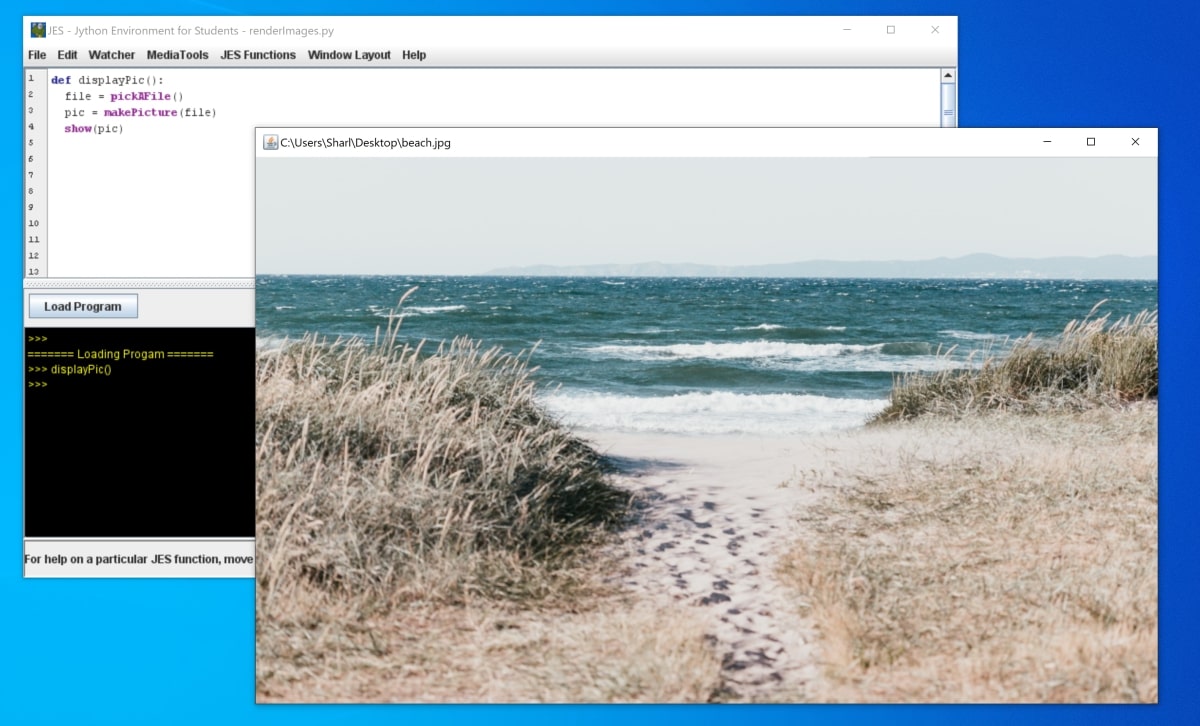 JES - Jython Environment for Students - renderImages.py
File Edit Watcher MediaTools JES Functions Window Layout Help
1 def displayPic():
2 file = pickAFile()
3 pic = makePicture(file)
4 show(pic)
5
6
7
8
9
10
11
12
13
C:\Users\Sharl\Desktop\beach.jpg
Load Program
>>>
======= Loading Progam =======
>>> displayPic()
>>>
For help on a particular JES function, move